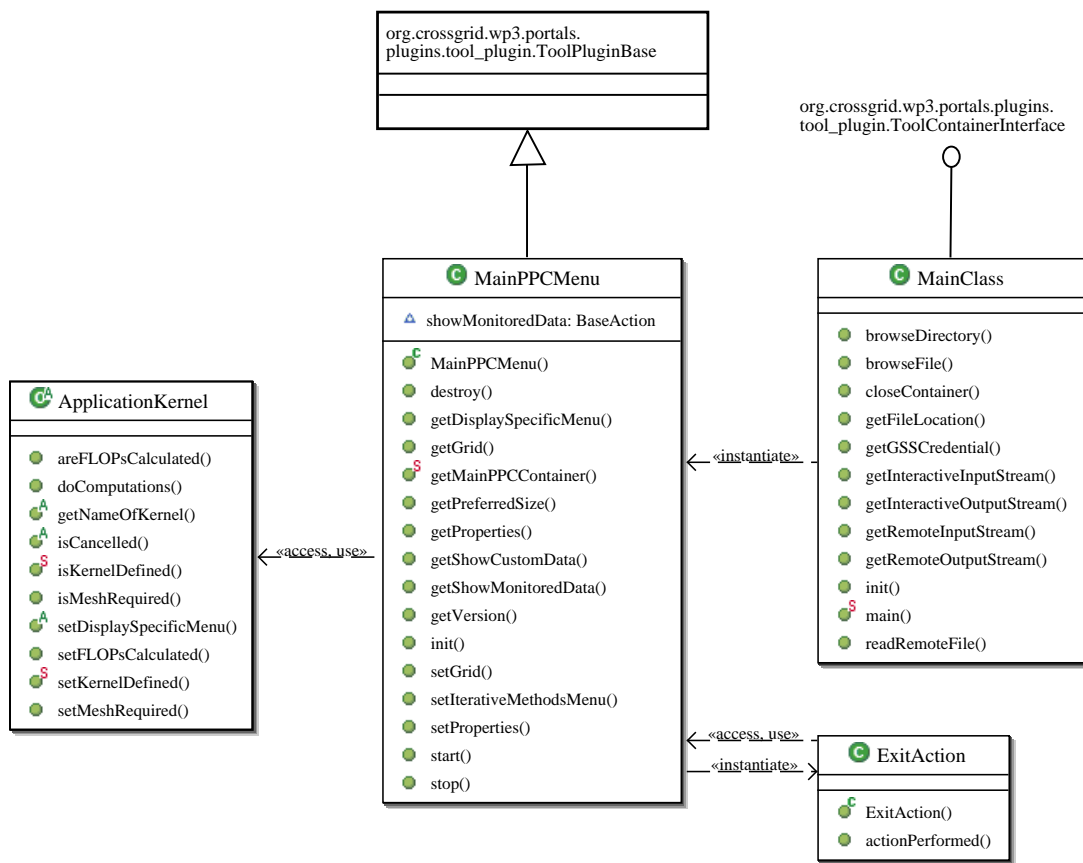 org.crossgrid.wp3.portals.
plugins.tool_plugin.ToolPluginBase
org.crossgrid.wp3.portals.plugins.
tool_plugin.ToolContainerInterface
C MainPPCMenu
showMonitoredData: BaseAction
C MainPPCMenu()
destroy()
getDisplaySpecificMenu()
getGrid()
S getMainPPCContainer()
getPreferredSize()
getProperties()
getShowCustomData()
getShowMonitoredData()
getVersion()
init()
setGrid()
setIterativeMethodsMenu()
setProperties()
start()
stop()
C MainClass
browseDirectory()
browseFile()
closeContainer()
getFileLocation()
getGSSCredential()
getInteractiveInputStream()
getInteractiveOutputStream()
getRemoteInputStream()
getRemoteOutputStream()
init()
S main()
readRemoteFile()
C A ApplicationKernel
areFLOPsCalculated()
doComputations()
A getNameOfKernel()
A isCancelled()
S isKernelDefined()
isMeshRequired()
A setDisplaySpecificMenu()
setFLOPsCalculated()
S setKernelDefined()
setMeshRequired()
«instantiate»
«access, use»
«access, use»
«instantiate»
C ExitAction
C ExitAction()
actionPerformed()